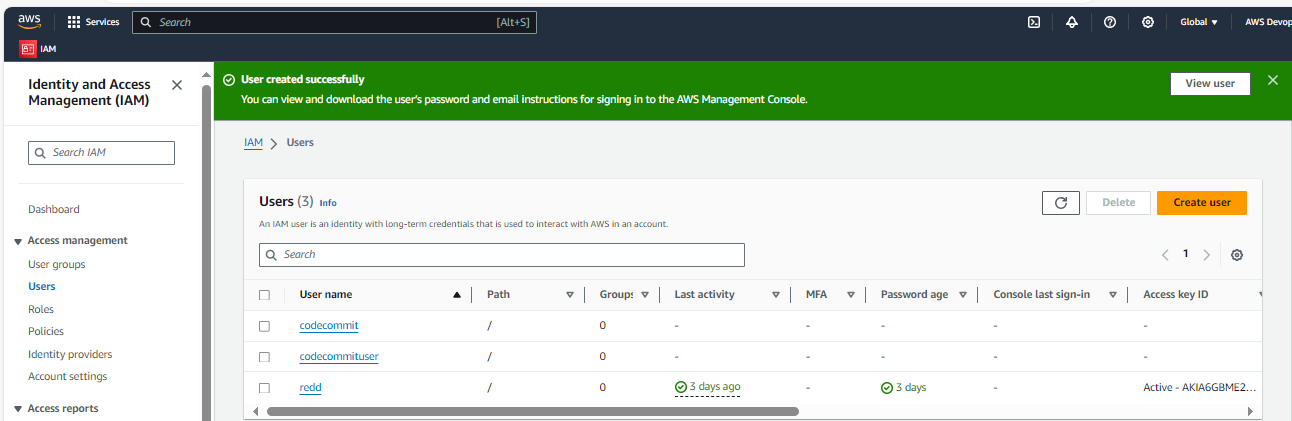 aws Services Search [Alt+S] Global AWS Devop
IAM
Identity and Access
Management (IAM)
Search IAM
Dashboard
Access management
User groups
Users
Roles
Policies
Identity providers
Account settings
Access reports
User created successfully
You can view and download the user's password and email instructions for signing in to the AWS Management Console.
View user
IAM > Users
Users (3) Info
Delete Create user
An IAM user is an identity with long-term credentials that is used to interact with AWS in an account.
Search
1
User name Path Groups Last activity MFA Password age Console last sign-in Access key ID
codecommit / 0 - - - - -
codecommituser / 0 - - - - -
redd / 0 3 days ago - 3 days - Active - AKIA6GBME2...